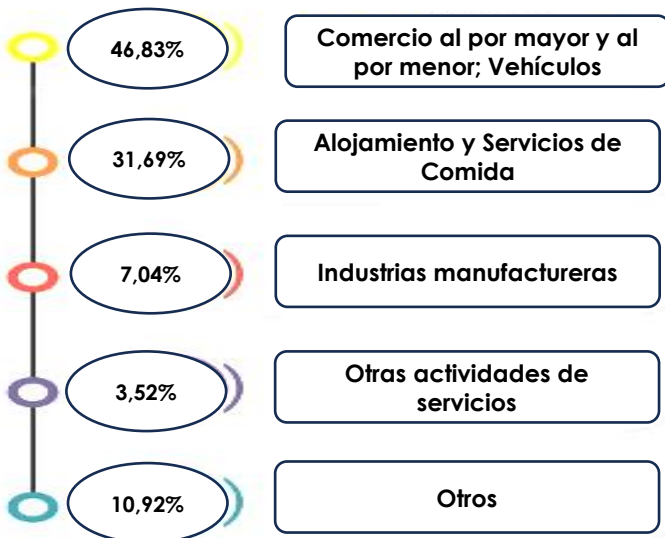 46,83%
Comercio al por mayor y al
por menor; Vehículos
31,69%
Alojamiento y Servicios de
Comida
7,04%
Industrias manufactureras
3,52%
Otras actividades de
servicios
10,92%
Otros